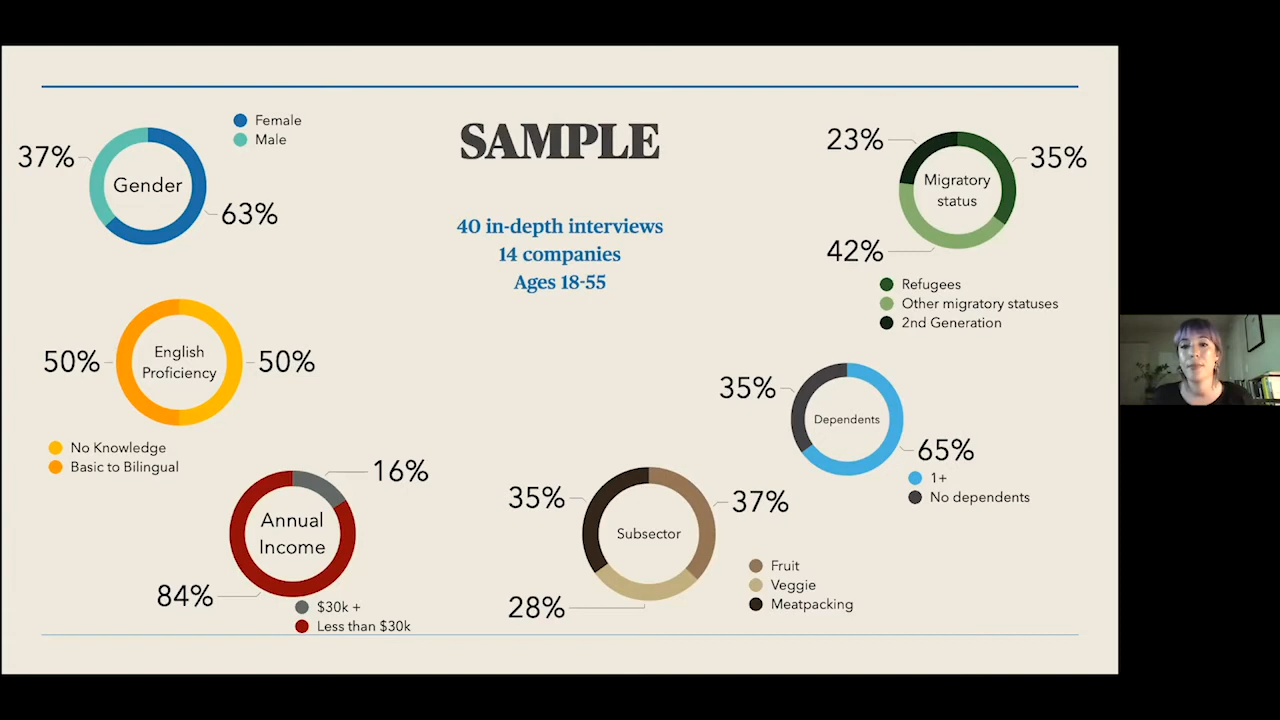 SAMPLE
40 in-depth interviews
14 companies
Ages 18-55
Female
Male
37%
Gender
63%
23%
35%
Migratory
status
42%
Refugees
Other migratory statuses
2nd Generation
50%
English
Proficiency
50%
No Knowledge
Basic to Bilingual
35%
Dependents
65%
1+
No dependents
16%
Annual
Income
84%
$30k +
Less than $30k
35%
37%
Subsector
28%
Fruit
Veggie
Meatpacking